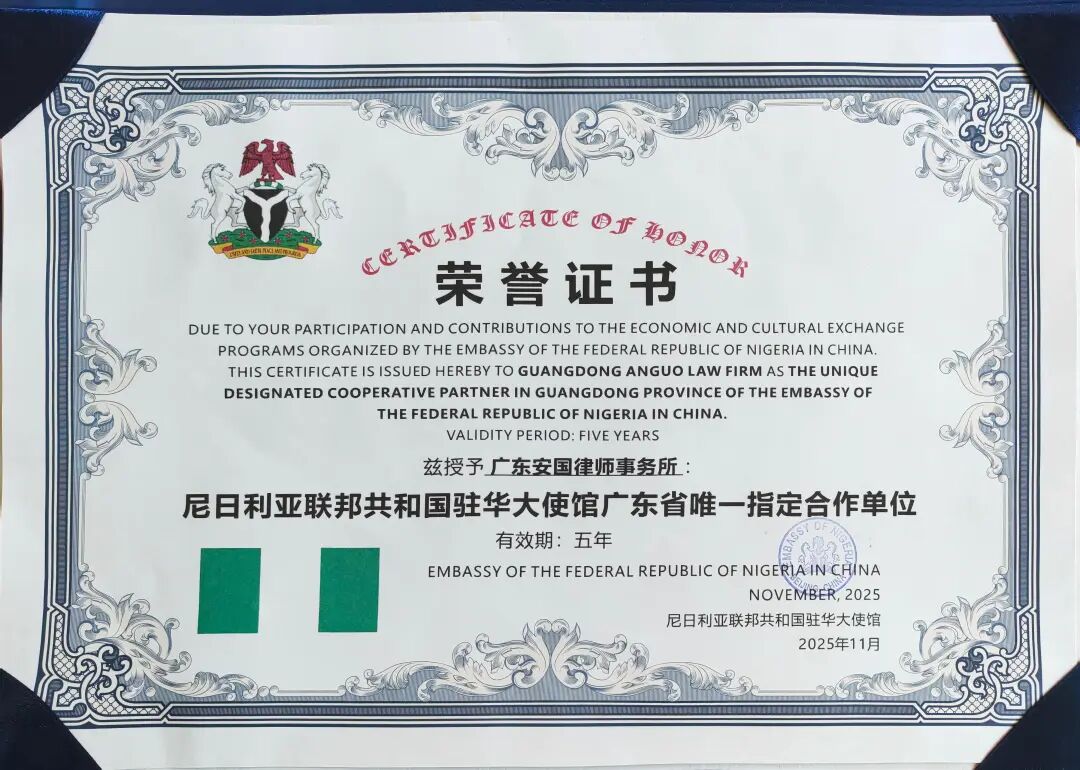 CERTIFICATE OF HONOR
荣誉证书
DUE TO YOUR PARTICIPATION AND CONTRIBUTIONS TO THE ECONOMIC AND CULTURAL EXCHANGE
PROGRAMS ORGANIZED BY THE EMBASSY OF THE FEDERAL REPUBLIC OF NIGERIA IN CHINA.
THIS CERTIFICATE IS ISSUED HEREBY TO GUANGDONG ANGUO LAW FIRM AS THE UNIQUE
DESIGNATED COOPERATIVE PARTNER IN GUANGDONG PROVINCE OF THE EMBASSY OF
THE FEDERAL REPUBLIC OF NIGERIA IN CHINA.
VALIDITY PERIOD: FIVE YEARS
兹授予 广东安国律师事务所：
尼日利亚联邦共和国驻华大使馆广东省唯一指定合作单位
有效期：五年
EMBASSY OF NIGERIA
BEIJING-CHINA
EMBASSY OF THE FEDERAL REPUBLIC OF NIGERIA IN CHINA
NOVEMBER, 2025
尼日利亚联邦共和国驻华大使馆
2025年11月